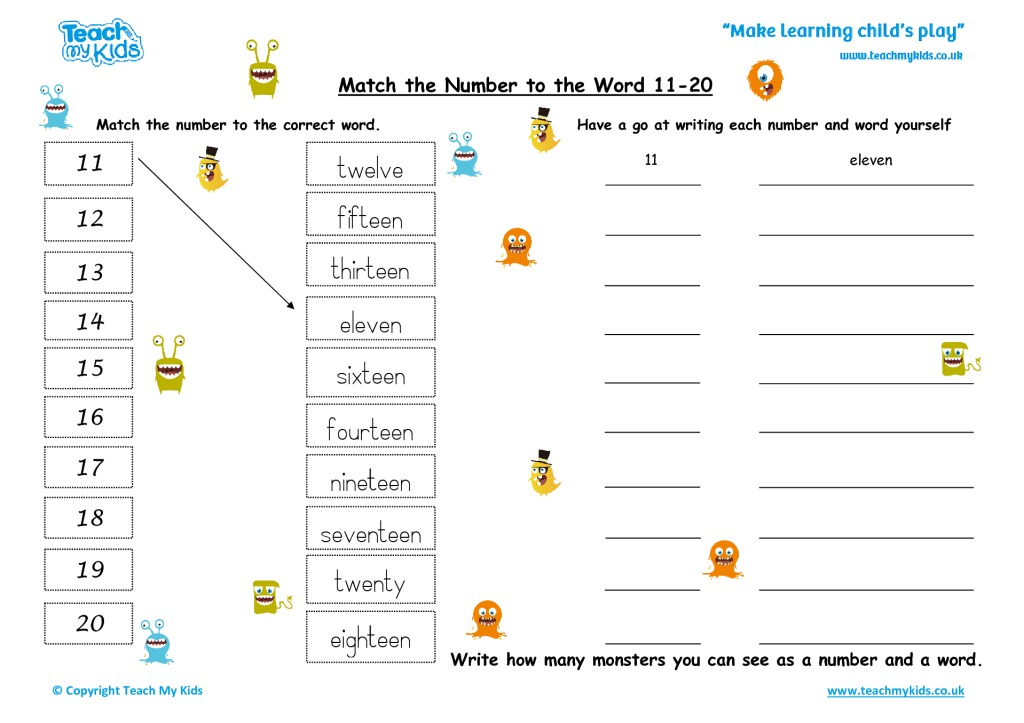 Teach
My Kids
“Make learning child’s play”
www.teachmykids.co.uk
Match the Number to the Word 11-20
Match the number to the correct word.
11
12
13
14
15
16
17
18
19
20
twelve
fifteen
thirteen
eleven
sixteen
fourteen
nineteen
seventeen
twenty
eighteen
Have a go at writing each number and word yourself
11 eleven
Write how many monsters you can see as a number and a word.
© Copyright Teach My Kids
www.teachmykids.co.uk